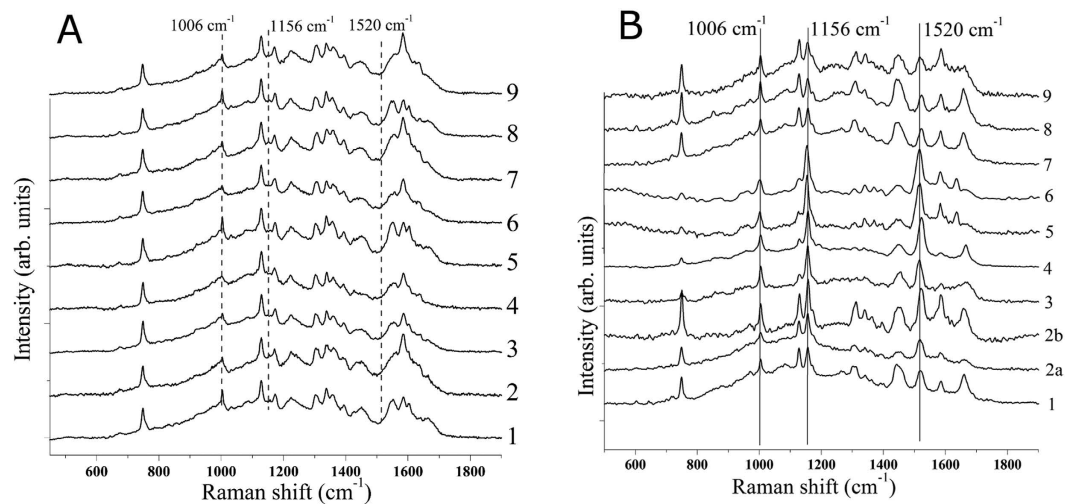 A
1006 cm⁻¹
1156 cm⁻¹
1520 cm⁻¹
9
8
7
6
5
4
3
2
1
Intensity (arb. units)
600 800 1000 1200 1400 1600 1800
Raman shift (cm⁻¹)
B
1006 cm⁻¹
1156 cm⁻¹
1520 cm⁻¹
9
8
7
6
5
4
3
2b
2a
1
Intensity (arb. units)
600 800 1000 1200 1400 1600 1800
Raman shift (cm⁻¹)